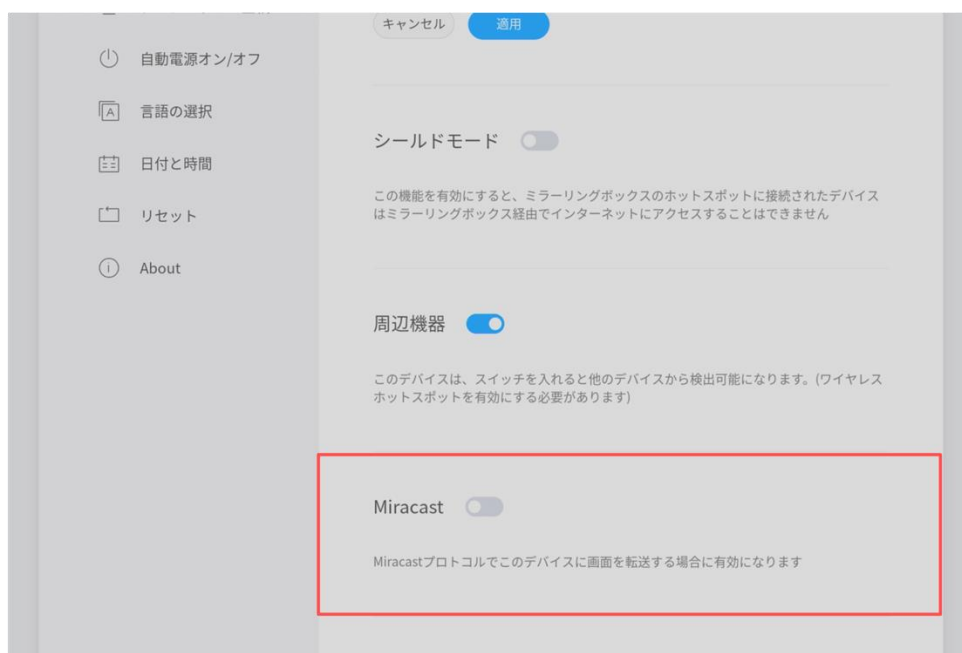 キャンセル
適用
自動電源オン/オフ
言語の選択
日付と時間
リセット
About
シールドモード
この機能を有効にすると、ミラーリングボックスのホットスポットに接続されたデバイス
はミラーリングボックス経由でインターネットにアクセスすることはできません
周辺機器
このデバイスは、スイッチを入れると他のデバイスから検出可能になります。(ワイヤレス
ホットスポットを有効にする必要があります)
Miracast
Miracastプロトコルでこのデバイスに画面を転送する場合に有効になります